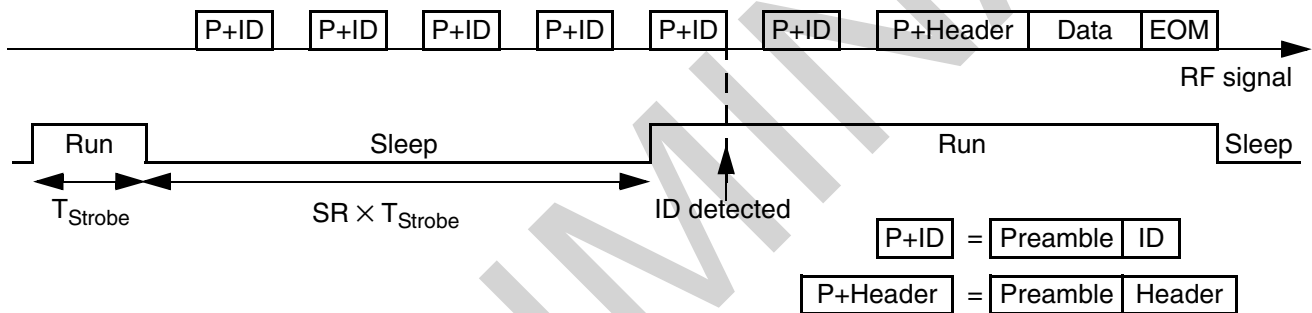 P+ID P+ID P+ID P+ID P+ID P+ID P+Header Data EOM
RF signal
Run Sleep Run Sleep
T_Strobe SR × T_Strobe ID detected
P+ID = Preamble ID
P+Header = Preamble Header